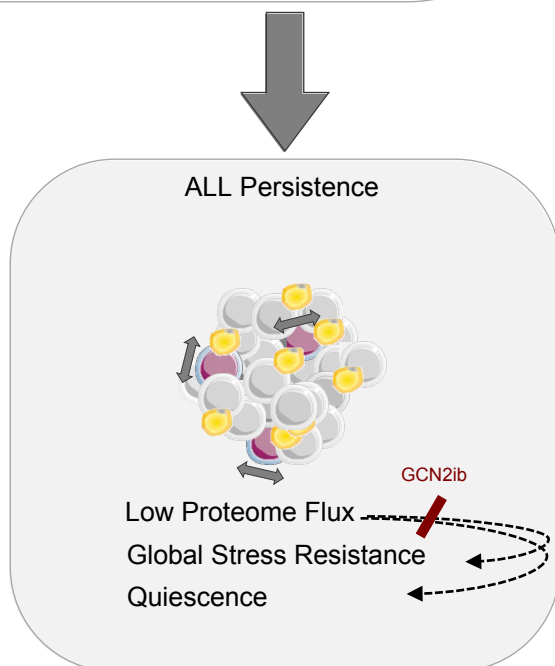 ALL Persistence
GCN2ib
Low Proteome Flux
Global Stress Resistance
Quiescence